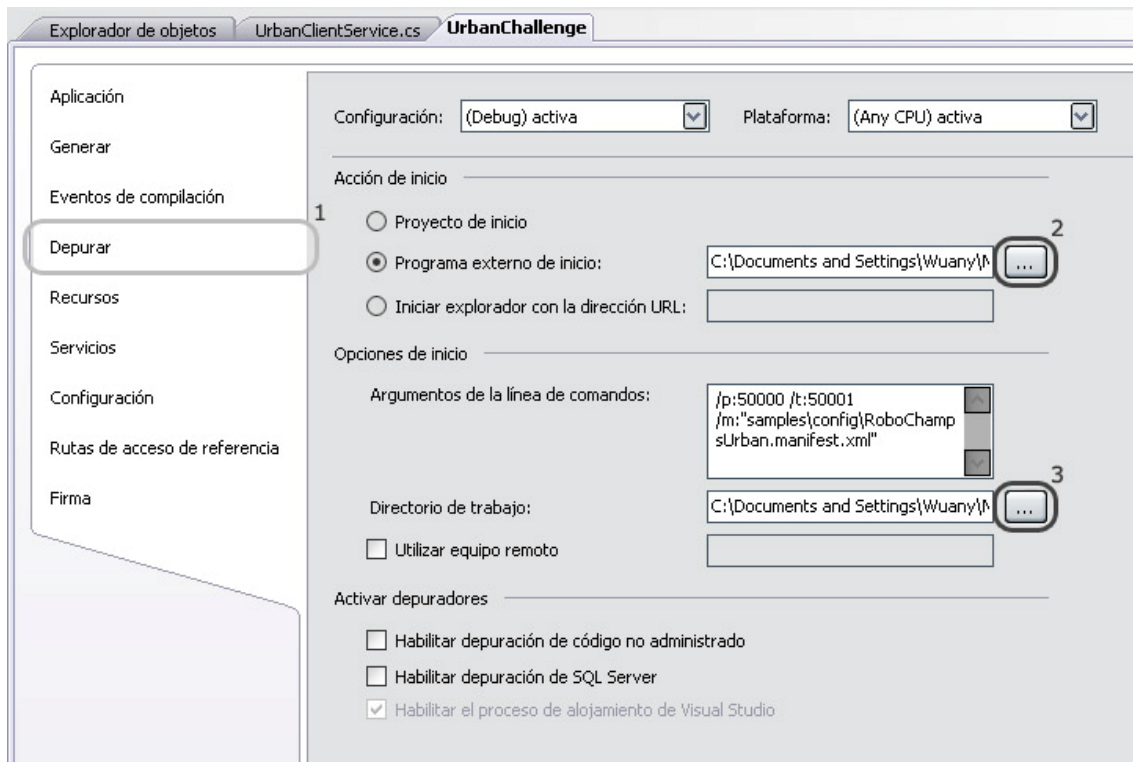 Explorador de objetos
UrbanClientService.cs
UrbanChallenge
Aplicación
Generar
Eventos de compilación
Depurar
Recursos
Servicios
Configuración
Rutas de acceso de referencia
Firma
1
Configuración: (Debug) activa
Plataforma: (Any CPU) activa
Acción de inicio
Proyecto de inicio
2
Programa externo de inicio: C:\Documents and Settings\Wuany\M ...
Iniciar explorador con la dirección URL:
Opciones de inicio
Argumentos de la línea de comandos:
/p:50000 /t:50001
/m:"samples\config\RoboChamp
sUrban.manifest.xml"
3
Directorio de trabajo: C:\Documents and Settings\Wuany\M ...
Utilizar equipo remoto
Activar depuradores
Habilitar depuración de código no administrado
Habilitar depuración de SQL Server
Habilitar el proceso de alojamiento de Visual Studio